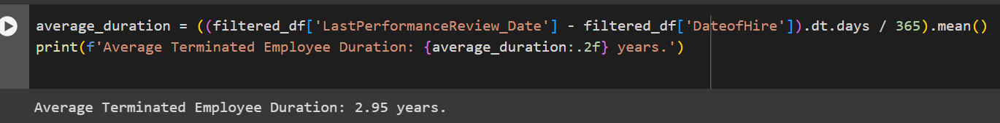 average_duration = ((filtered_df['LastPerformanceReview_Date'] - filtered_df['DateofHire']).dt.days / 365).mean()
print(f'Average Terminated Employee Duration: {average_duration:.2f} years.')
Average Terminated Employee Duration: 2.95 years.